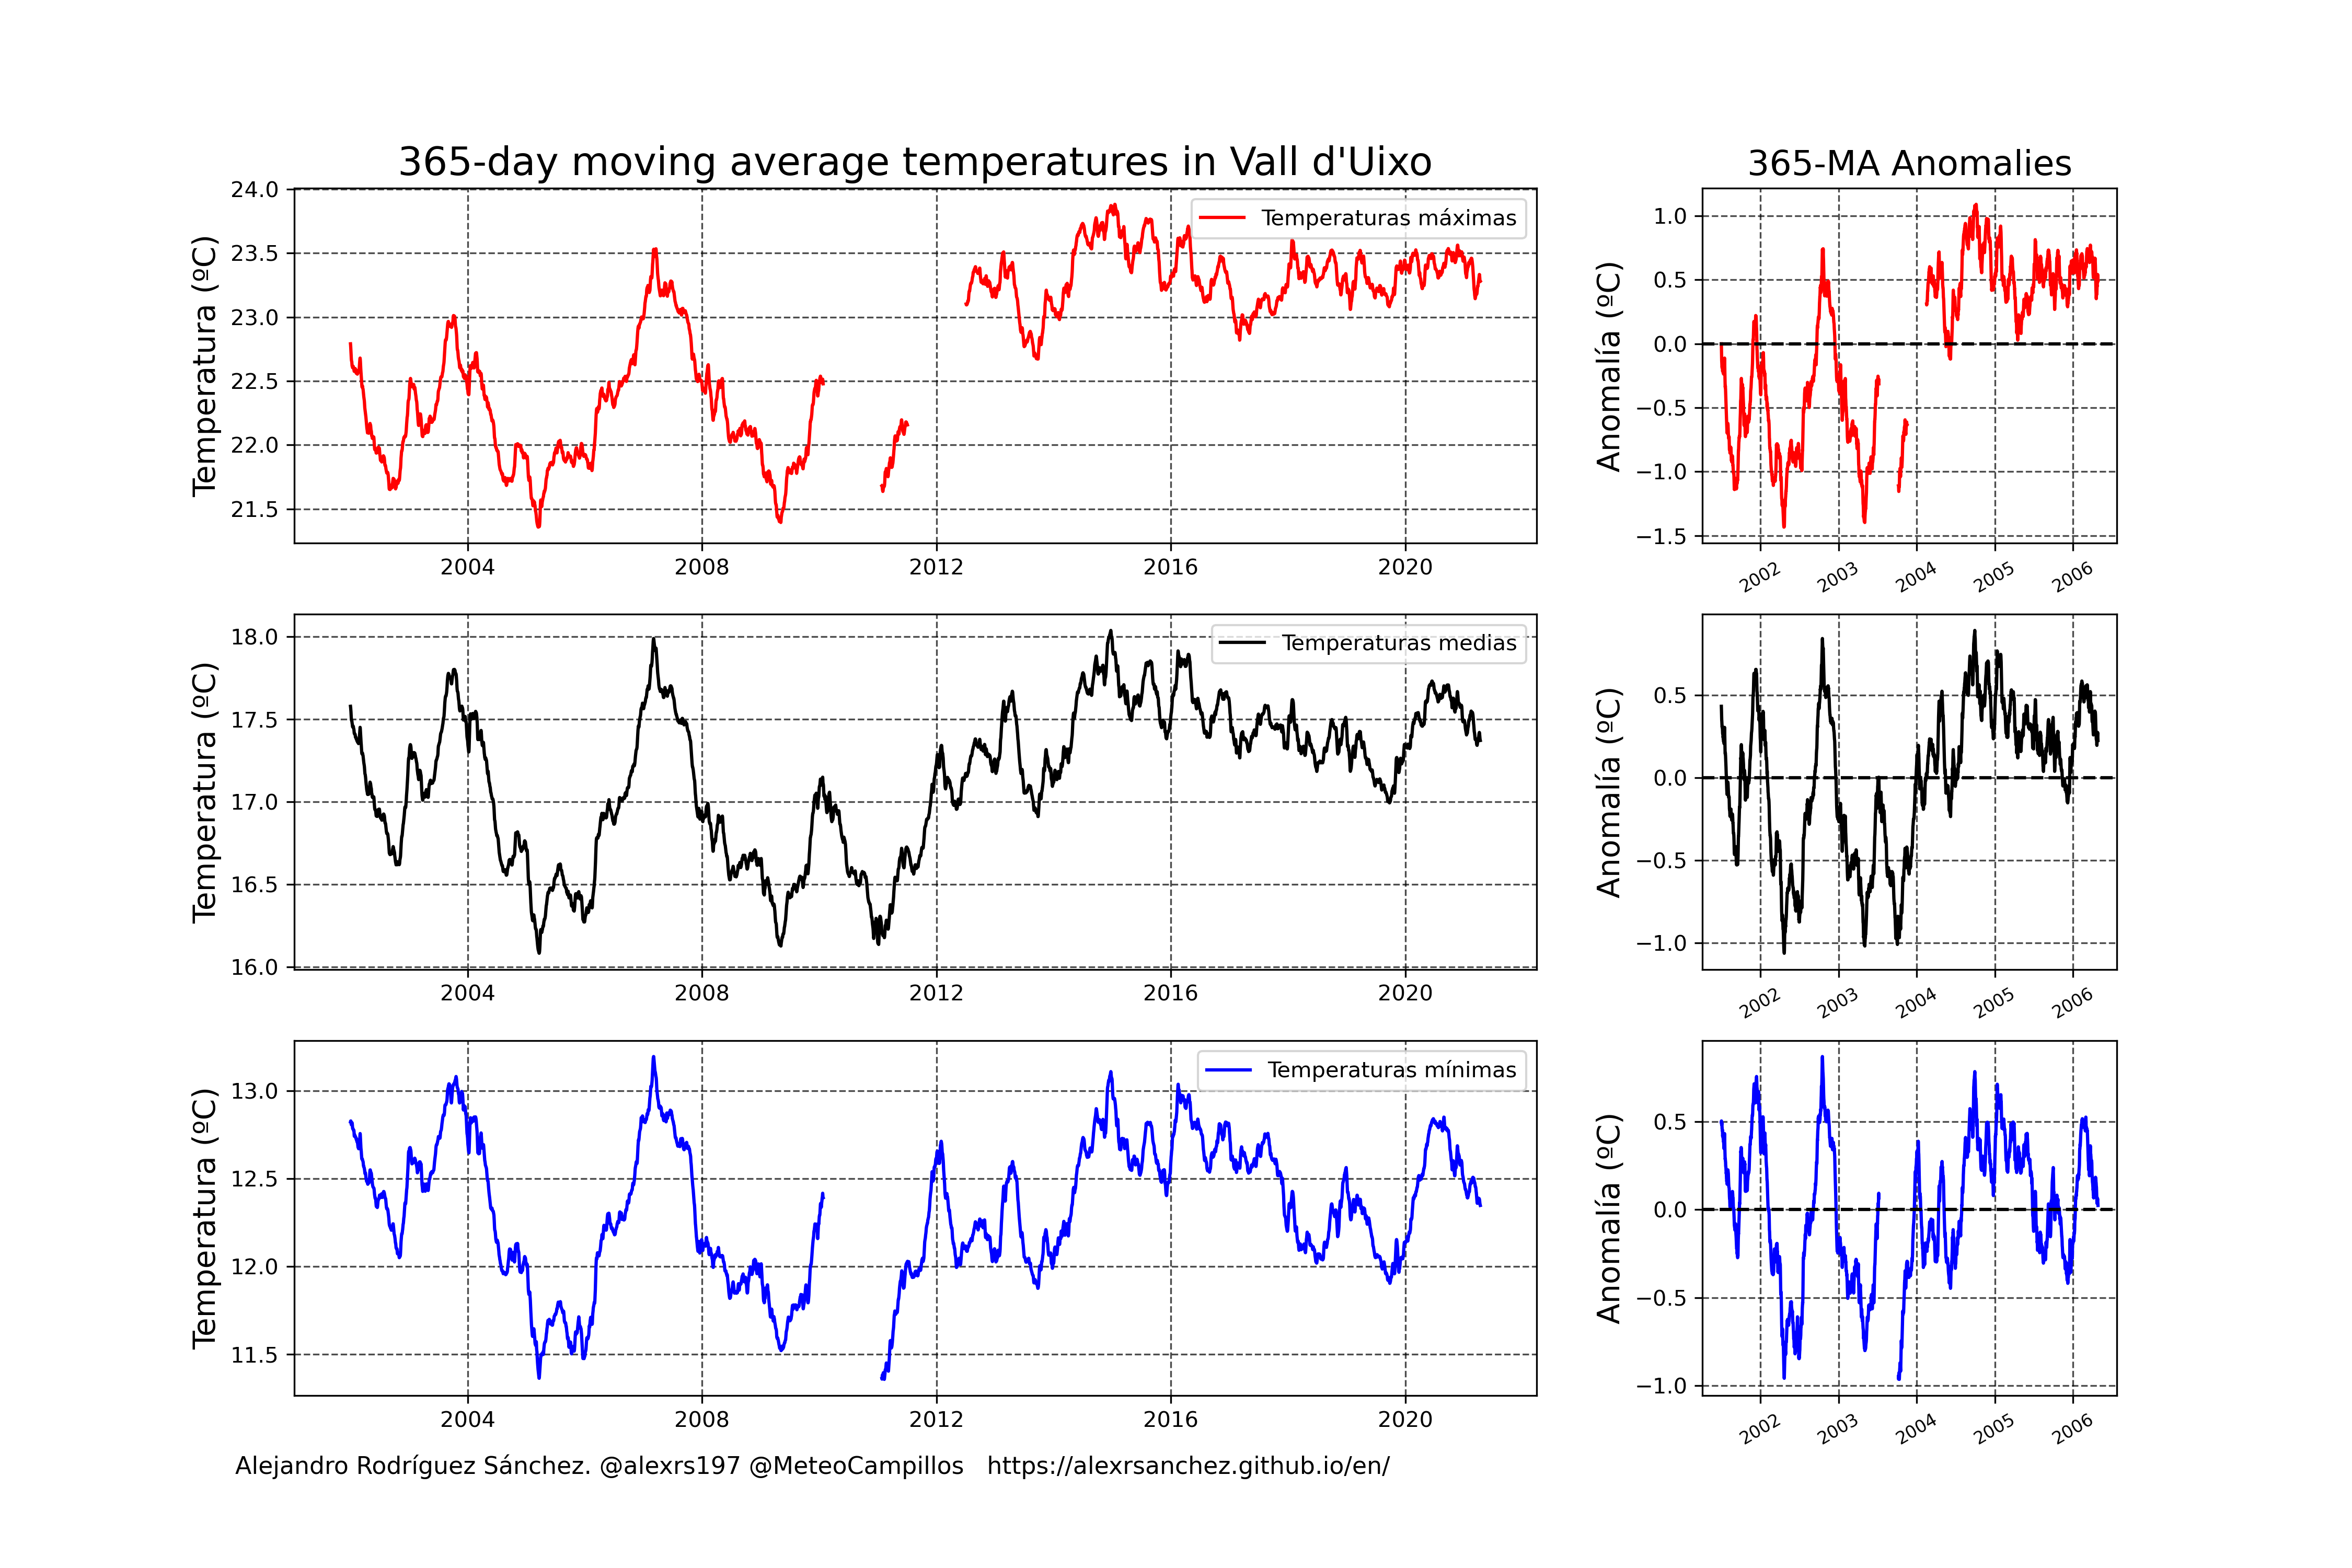 365-day moving average temperatures in Vall d'Uixo
365-MA Anomalies
Temperatura (ºC)
24.0
23.5
23.0
22.5
22.0
21.5
Temperaturas máximas
2004 2008 2012 2016 2020
Anomalía (ºC)
1.0
0.5
0.0
−0.5
−1.0
−1.5
2002 2003 2004 2005 2006
Temperatura (ºC)
18.0
17.5
17.0
16.5
16.0
Temperaturas medias
2004 2008 2012 2016 2020
Anomalía (ºC)
0.5
0.0
−0.5
−1.0
2002 2003 2004 2005 2006
Temperatura (ºC)
13.0
12.5
12.0
11.5
Temperaturas mínimas
2004 2008 2012 2016 2020
Anomalía (ºC)
0.5
0.0
−0.5
−1.0
2002 2003 2004 2005 2006
Alejandro Rodríguez Sánchez. @alexrs197 @MeteoCampillos https://alexrsanchez.github.io/en/